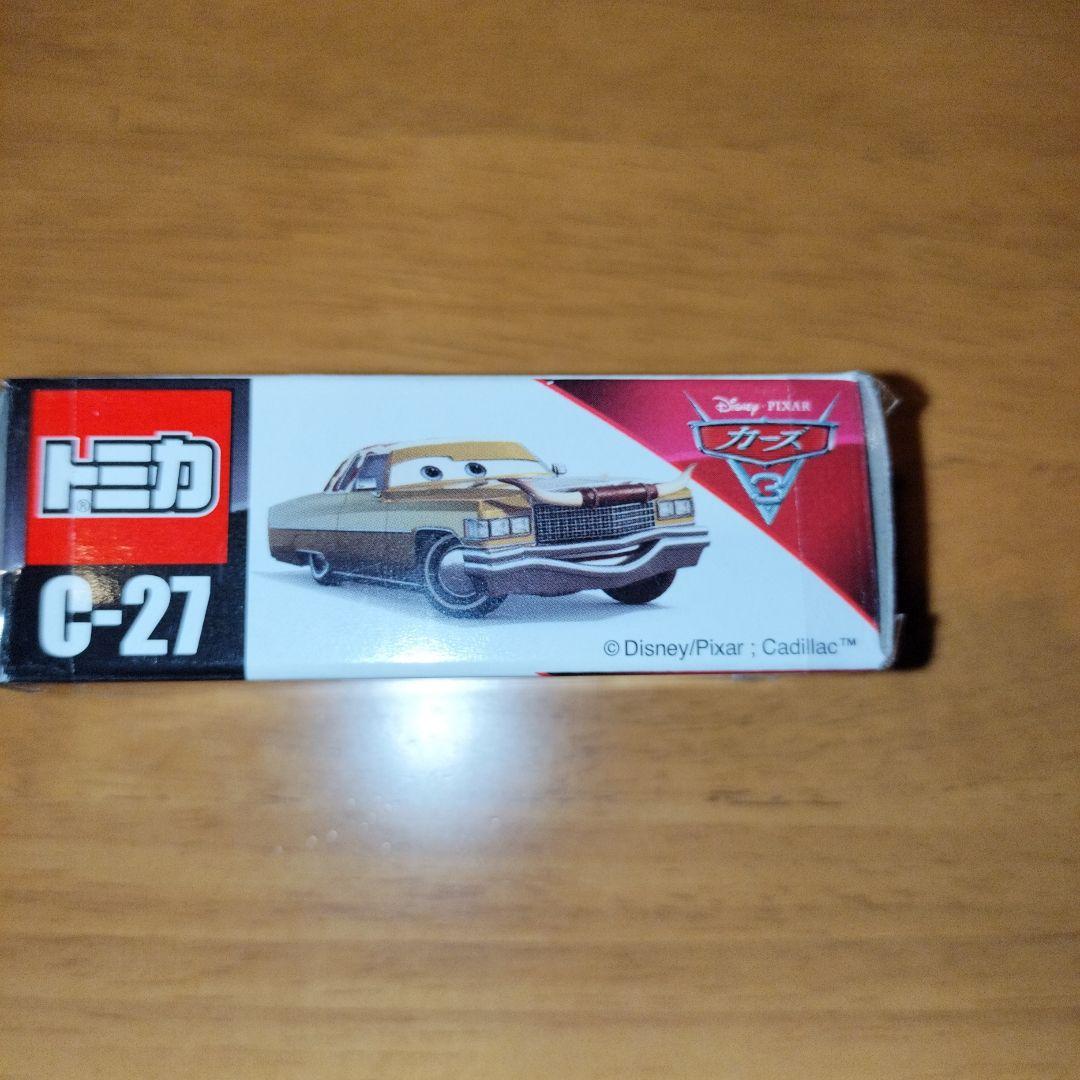 トミカ®
C-27
Disney·PIXAR
カーズ
3
©Disney/Pixar ; Cadillac™